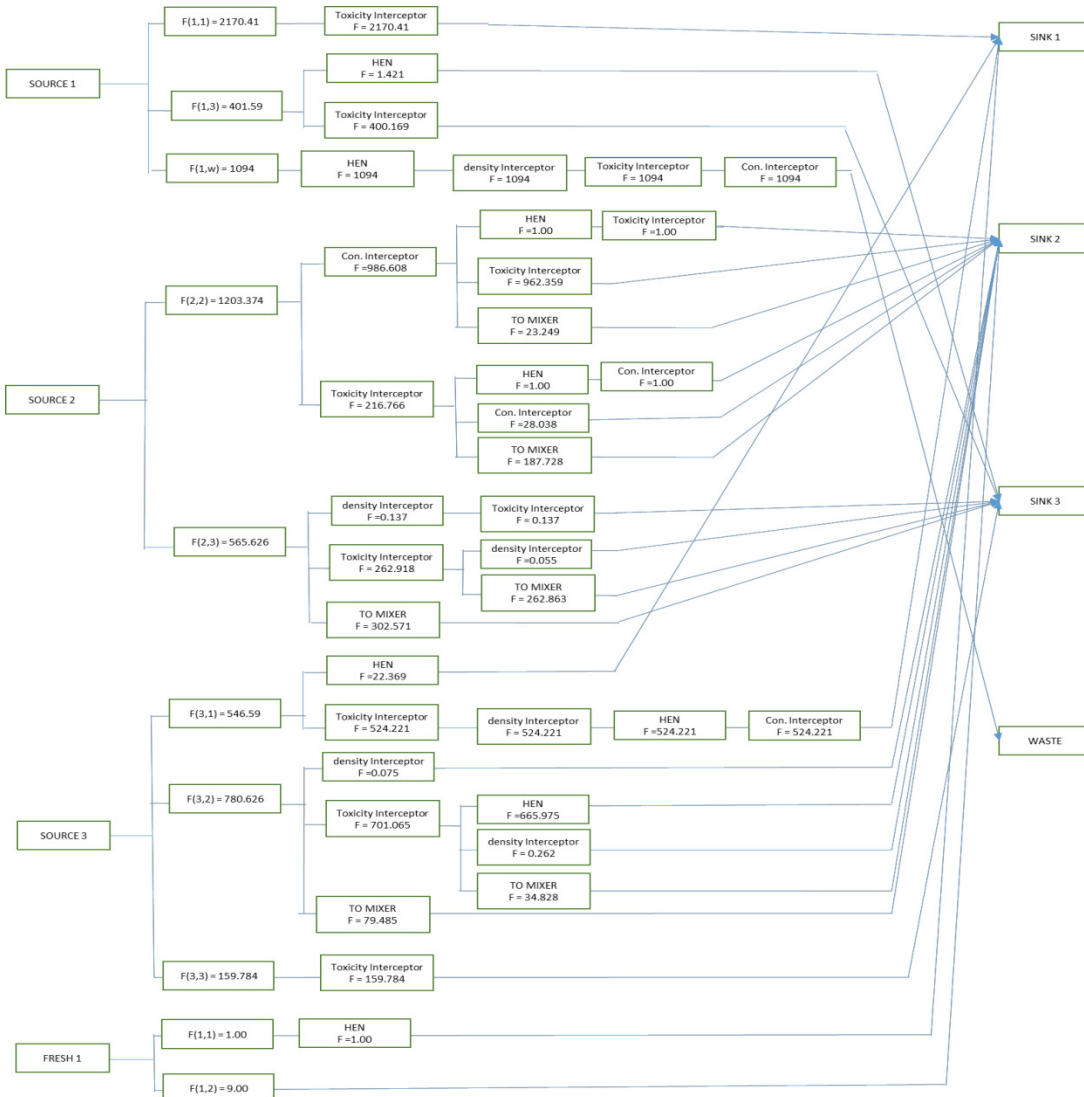 SOURCE 1
F(1,1) = 2170.41
Toxicity Interceptor
F = 2170.41
SINK 1
F(1,3) = 401.59
HEN
F = 1.421
Toxicity Interceptor
F = 400.169
F(1,w) = 1094
HEN
F = 1094
density Interceptor
F = 1094
Toxicity Interceptor
F = 1094
Con. Interceptor
F = 1094
SOURCE 2
F(2,2) = 1203.374
Con. Interceptor
F =986.608
HEN
F =1.00
Toxicity Interceptor
F =1.00
SINK 2
Toxicity Interceptor
F = 962.359
TO MIXER
F = 23.249
Toxicity Interceptor
F = 216.766
HEN
F =1.00
Con. Interceptor
F =1.00
Con. Interceptor
F =28.038
TO MIXER
F = 187.728
F(2,3) = 565.626
density Interceptor
F =0.137
Toxicity Interceptor
F = 0.137
SINK 3
Toxicity Interceptor
F = 262.918
density Interceptor
F =0.055
TO MIXER
F = 262.863
TO MIXER
F = 302.571
SOURCE 3
F(3,1) = 546.59
HEN
F =22.369
Toxicity Interceptor
F = 524.221
density Interceptor
F = 524.221
HEN
F =524.221
Con. Interceptor
F = 524.221
WASTE
F(3,2) = 780.626
density Interceptor
F =0.075
Toxicity Interceptor
F = 701.065
HEN
F =665.975
density Interceptor
F = 0.262
TO MIXER
F = 34.828
TO MIXER
F = 79.485
F(3,3) = 159.784
Toxicity Interceptor
F = 159.784
FRESH 1
F(1,1) = 1.00
HEN
F =1.00
F(1,2) = 9.00